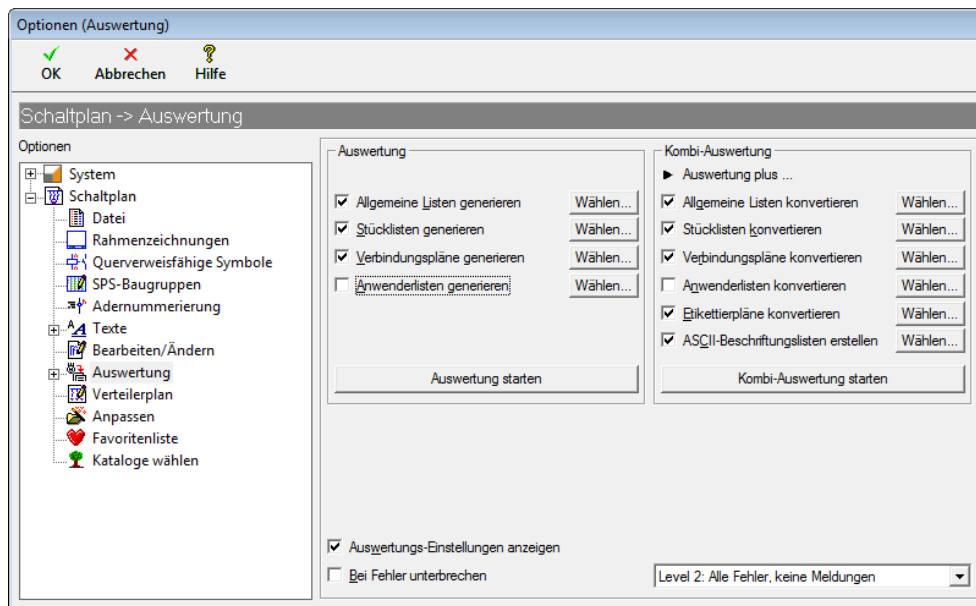 Optionen (Auswertung)
OK Abbrechen Hilfe
Schaltplan -> Auswertung
Optionen
System
Schaltplan
Datei
Rahmenzeichnungen
Querverweisfähige Symbole
SPS-Baugruppen
Adernummerierung
Texte
Bearbeiten/Ändern
Auswertung
Verteilerplan
Anpassen
Favoritenliste
Kataloge wählen
Auswertung
Allgemeine Listen generieren Wählen...
Stücklisten generieren Wählen...
Verbindungspläne generieren Wählen...
Anwenderlisten generieren Wählen...
Auswertung starten
Kombi-Auswertung
Auswertung plus ...
Allgemeine Listen konvertieren Wählen...
Stücklisten konvertieren Wählen...
Verbindungspläne konvertieren Wählen...
Anwenderlisten konvertieren Wählen...
Etikettierpläne konvertieren Wählen...
ASCII-Beschriftungslisten erstellen Wählen...
Kombi-Auswertung starten
Auswertungs-Einstellungen anzeigen
Bei Fehler unterbrechen
Level 2: Alle Fehler, keine Meldungen